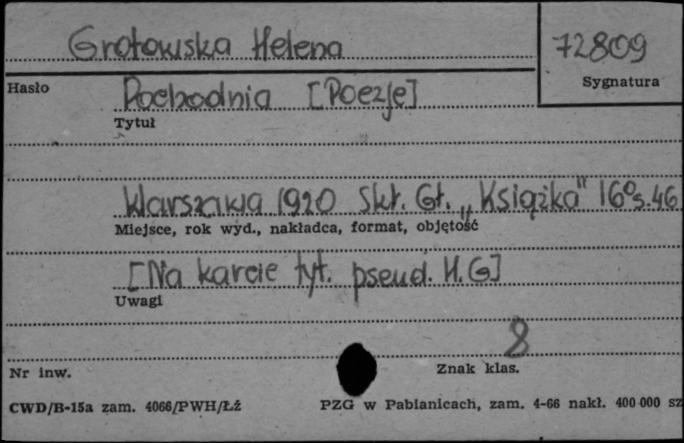 Grotowska Helena
72809
Hasło
Sygnatura
Pochodnia [Poezje]
Tytuł
Warszawa 1920 Skł. Gł. „Książka" 16° s. 46
Miejsce, rok wyd., nakładca, format, objętość
[Na karcie tyt. pseud. H. G]
Uwagi
8
Nr inw.
Znak klas.
CWD/B-15a zam. 4066/PWH/Łź
PZG w Pabianicach, zam. 4-66 nakł. 400 000 sz